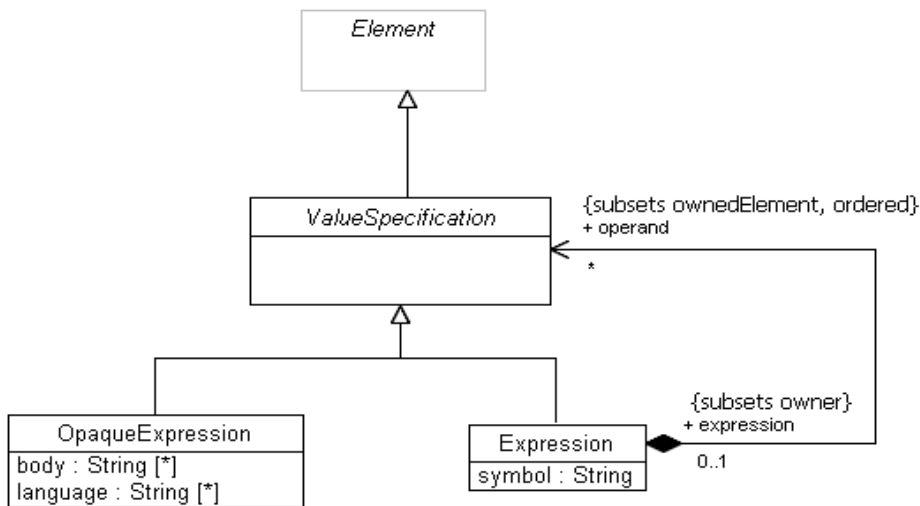 Element
ValueSpecification
{subsets ownedElement, ordered}
+ operand
*
OpaqueExpression
body : String [*]
language : String [*]
Expression
symbol : String
{subsets owner}
+ expression
0..1